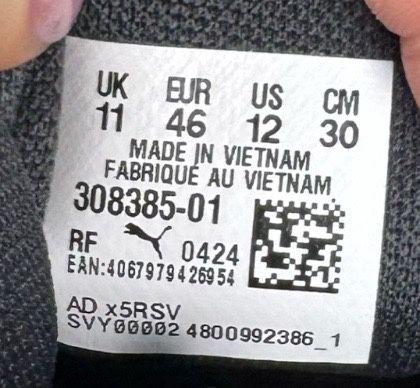 UK EUR US CM
11 46 12 30
MADE IN VIETNAM
FABRIQUÉ AU VIETNAM
308385-01
RF 0424
EAN:4067979426954
AD x5RSV
SVY00002 4800992386_1